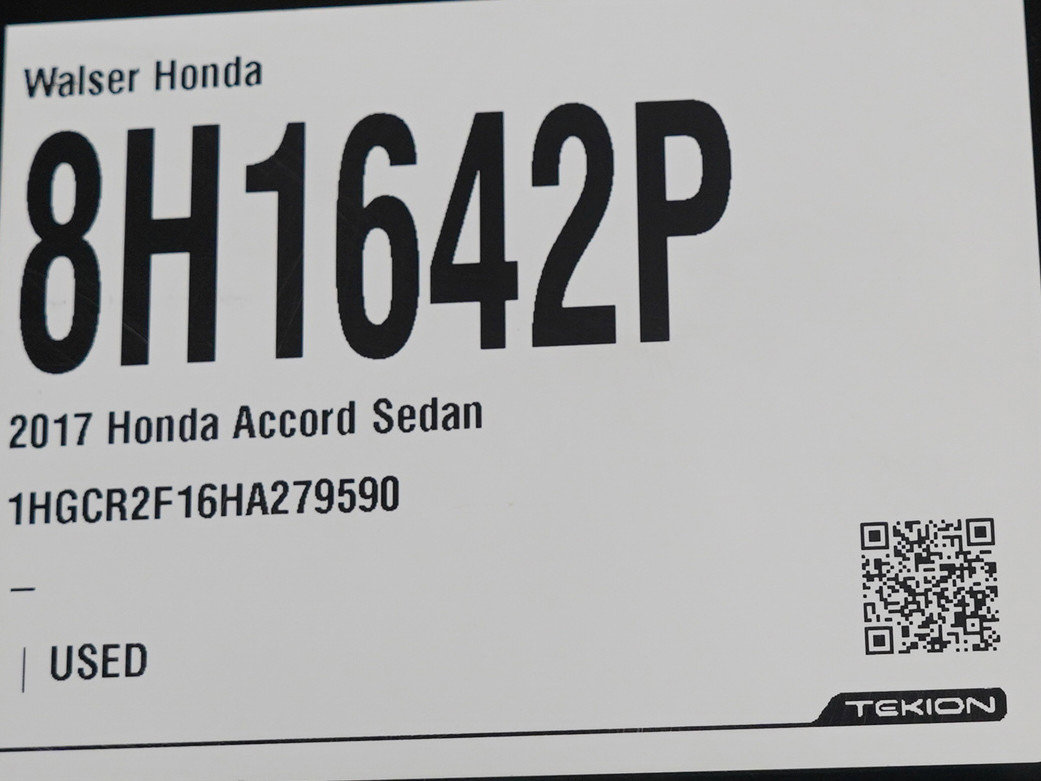 Walser Honda
8H1642P
2017 Honda Accord Sedan
1HGCR2F16HA279590
–
| USED
TEKION